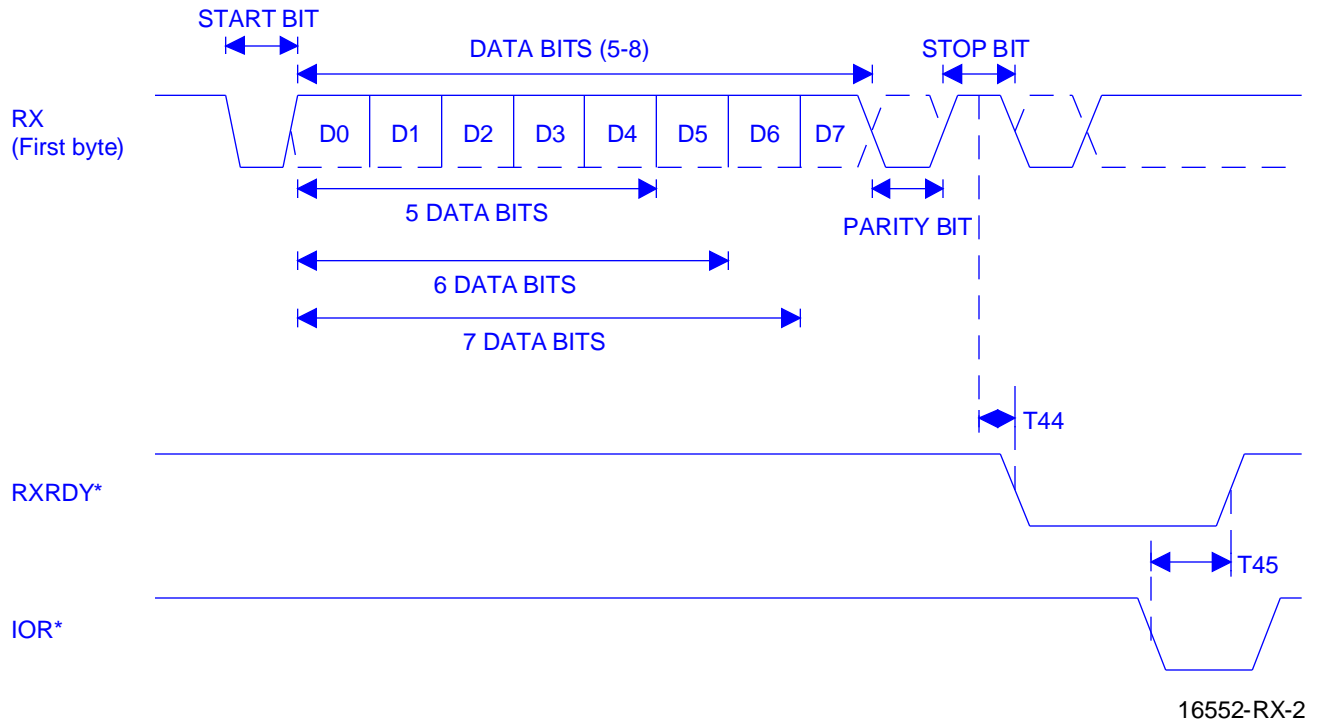 START BIT
DATA BITS (5-8)
STOP BIT
RX
(First byte)
D0 D1 D2 D3 D4 D5 D6 D7
5 DATA BITS
PARITY BIT
6 DATA BITS
7 DATA BITS
T44
RXRDY*
T45
IOR*
16552-RX-2